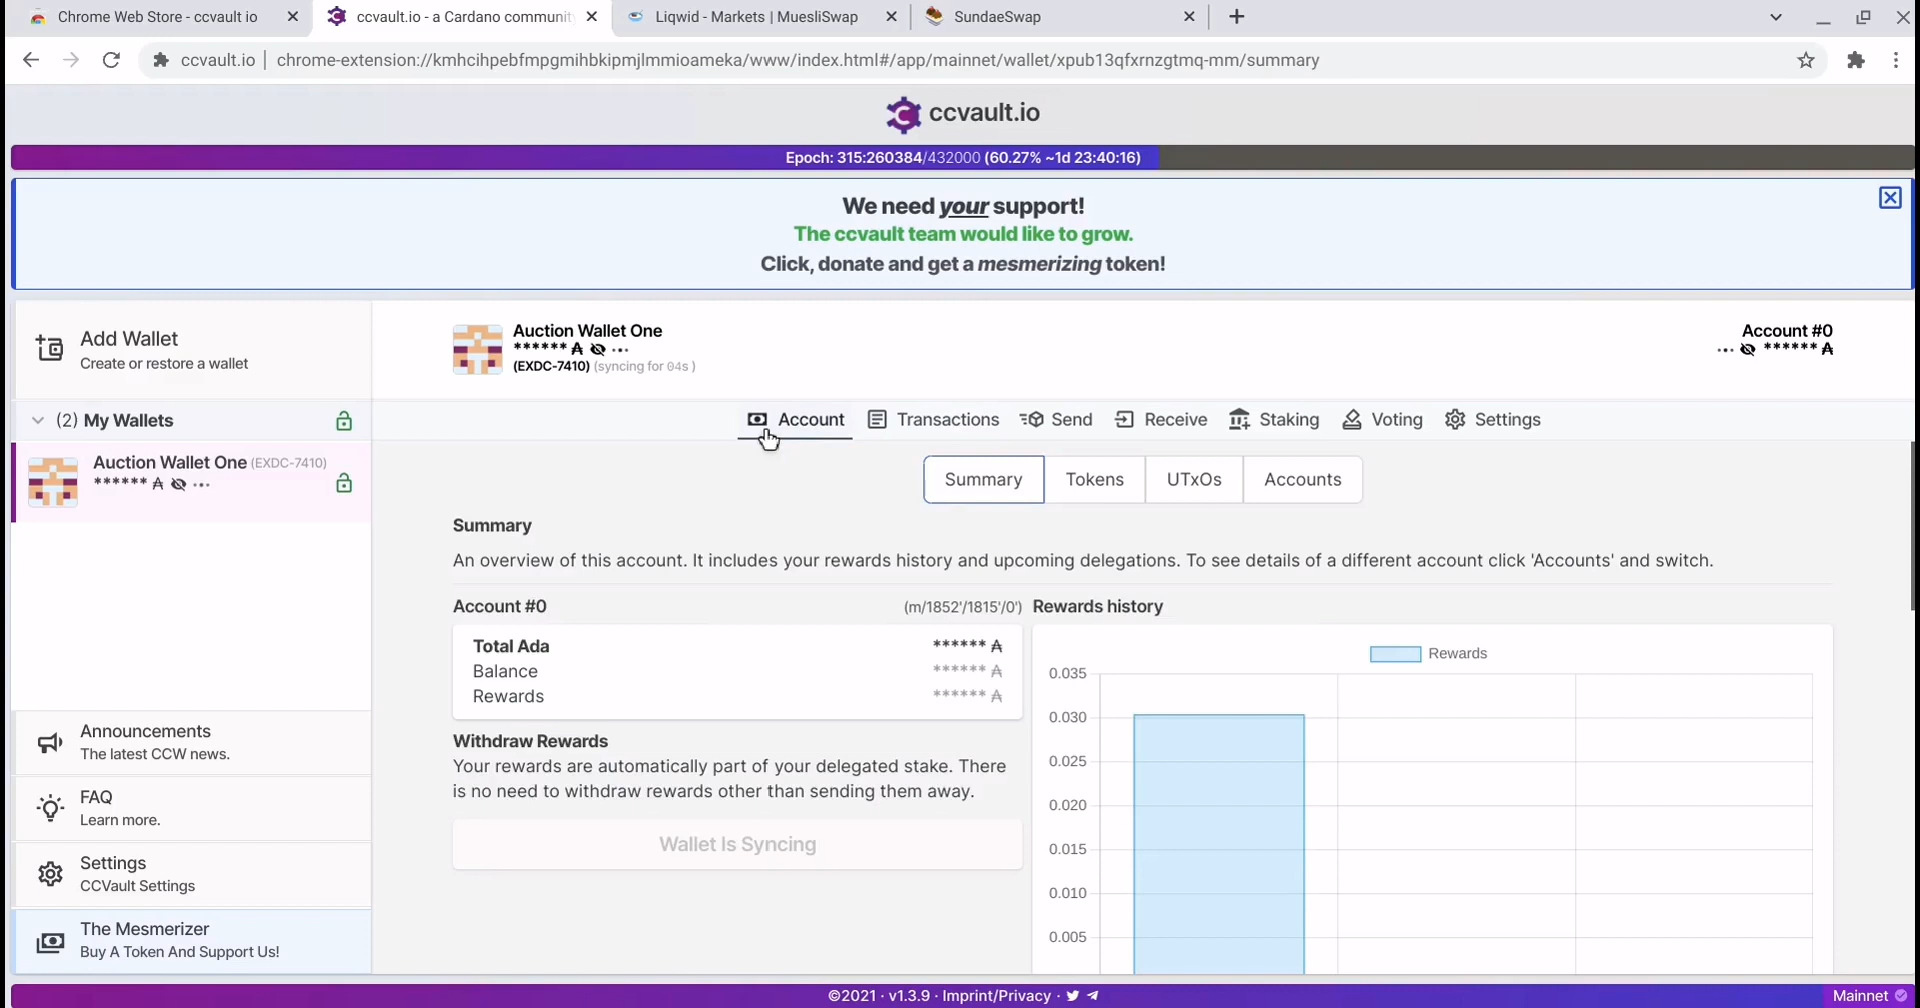 Chrome Web Store - ccvault io
ccvault.io - a Cardano communit
Liqwid - Markets | MuesliSwap
SundaeSwap
ccvault.io | chrome-extension://kmhcihpebfmpgmihbkipmjlmmioameka/www/index.html#/app/mainnet/wallet/xpub13qfxrnzgtmq-mm/summary
ccvault.io
Epoch: 315:260384/432000 (60.27% ~1d 23:40:16)
We need your support!
The ccvault team would like to grow.
Click, donate and get a mesmerizing token!
Add Wallet
Create or restore a wallet
(2) My Wallets
Auction Wallet One (EXDC-7410)
****** ₳
Announcements
The latest CCW news.
FAQ
Learn more.
Settings
CCVault Settings
The Mesmerizer
Buy A Token And Support Us!
Auction Wallet One
****** ₳
(EXDC-7410) (syncing for 04s )
Account #0
****** ₳
Account
Transactions
Send
Receive
Staking
Voting
Settings
Summary
Tokens
UTxOs
Accounts
Summary
An overview of this account. It includes your rewards history and upcoming delegations. To see details of a different account click 'Accounts' and switch.
Account #0
(m/1852'/1815'/0')
Total Ada ****** ₳
Balance ****** ₳
Rewards ****** ₳
Withdraw Rewards
Your rewards are automatically part of your delegated stake. There
is no need to withdraw rewards other than sending them away.
Wallet Is Syncing
Rewards history
Rewards
0.035
0.030
0.025
0.020
0.015
0.010
0.005
©2021 · v1.3.9 · Imprint/Privacy ·
Mainnet